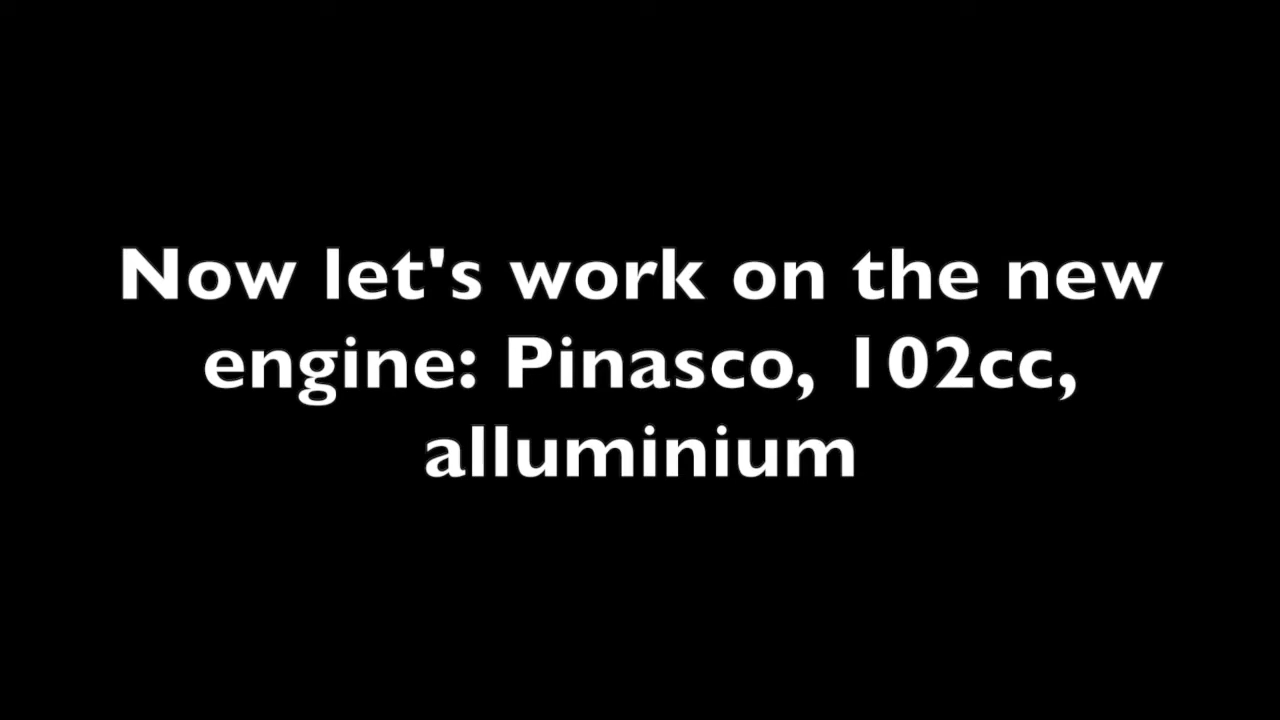 Now let's work on the new
engine: Pinasco, 102cc,
alluminium